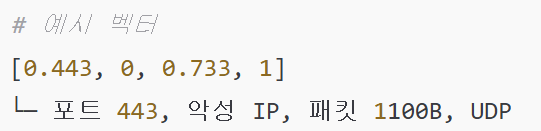 # 예시 벡터
[0.443, 0, 0.733, 1]
└─ 포트 443, 악성 IP, 패킷 1100B, UDP